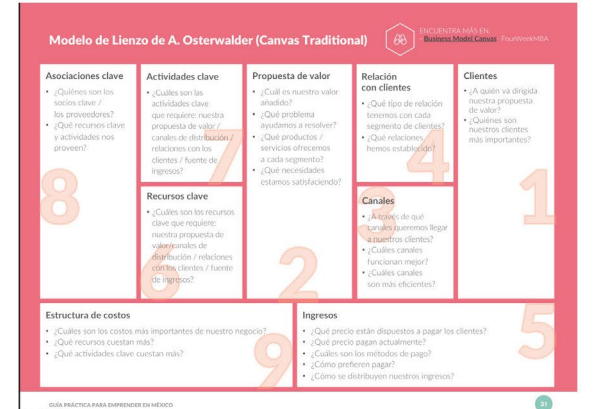 Modelo de Lienzo de A. Osterwalder (Canvas Traditional)
ENCUENTRA MÁS EN:
Business Model Canvas, FourWeekMBA
Asociaciones clave
• ¿Quiénes son los
socios clave /
los proveedores?
• ¿Qué recursos clave
y actividades nos
proveen?
8
Actividades clave
• ¿Cuáles son las
actividades clave
que requiere: nuestra
propuesta de valor /
canales de distribución /
relaciones con los
clientes / fuente de
ingresos?
7
Recursos clave
• ¿Cuáles son los recursos
clave que requiere:
nuestra propuesta de
valor/canales de
distribución / relaciones
con los clientes / fuente
de ingresos?
6
Propuesta de valor
• ¿Cuál es nuestro valor
añadido?
• ¿Qué problema
ayudamos a resolver?
• ¿Qué productos /
servicios ofrecemos
a cada segmento?
• ¿Qué necesidades
estamos satisfaciendo?
2
Relación
con clientes
• ¿Qué tipo de relación
tenemos con cada
segmento de clientes?
• ¿Qué relaciones
hemos establecido?
4
Canales
• ¿A través de qué
canales queremos llegar
a nuestros clientes?
• ¿Cuáles canales
funcionan mejor?
• ¿Cuáles canales
son más eficientes?
3
Clientes
• ¿A quién va dirigida
nuestra propuesta
de valor?
• ¿Quiénes son
nuestros clientes
más importantes?
1
Estructura de costos
• ¿Cuáles son los costos más importantes de nuestro negocio?
• ¿Qué recursos cuestan más?
• ¿Qué actividades clave cuestan más?
9
Ingresos
• ¿Qué precio están dispuestos a pagar los clientes?
• ¿Qué precio pagan actualmente?
• ¿Cuáles son los métodos de pago?
• ¿Cómo prefieren pagar?
• ¿Cómo se distribuyen nuestros ingresos?
5
GUÍA PRÁCTICA PARA EMPRENDER EN MÉXICO
31